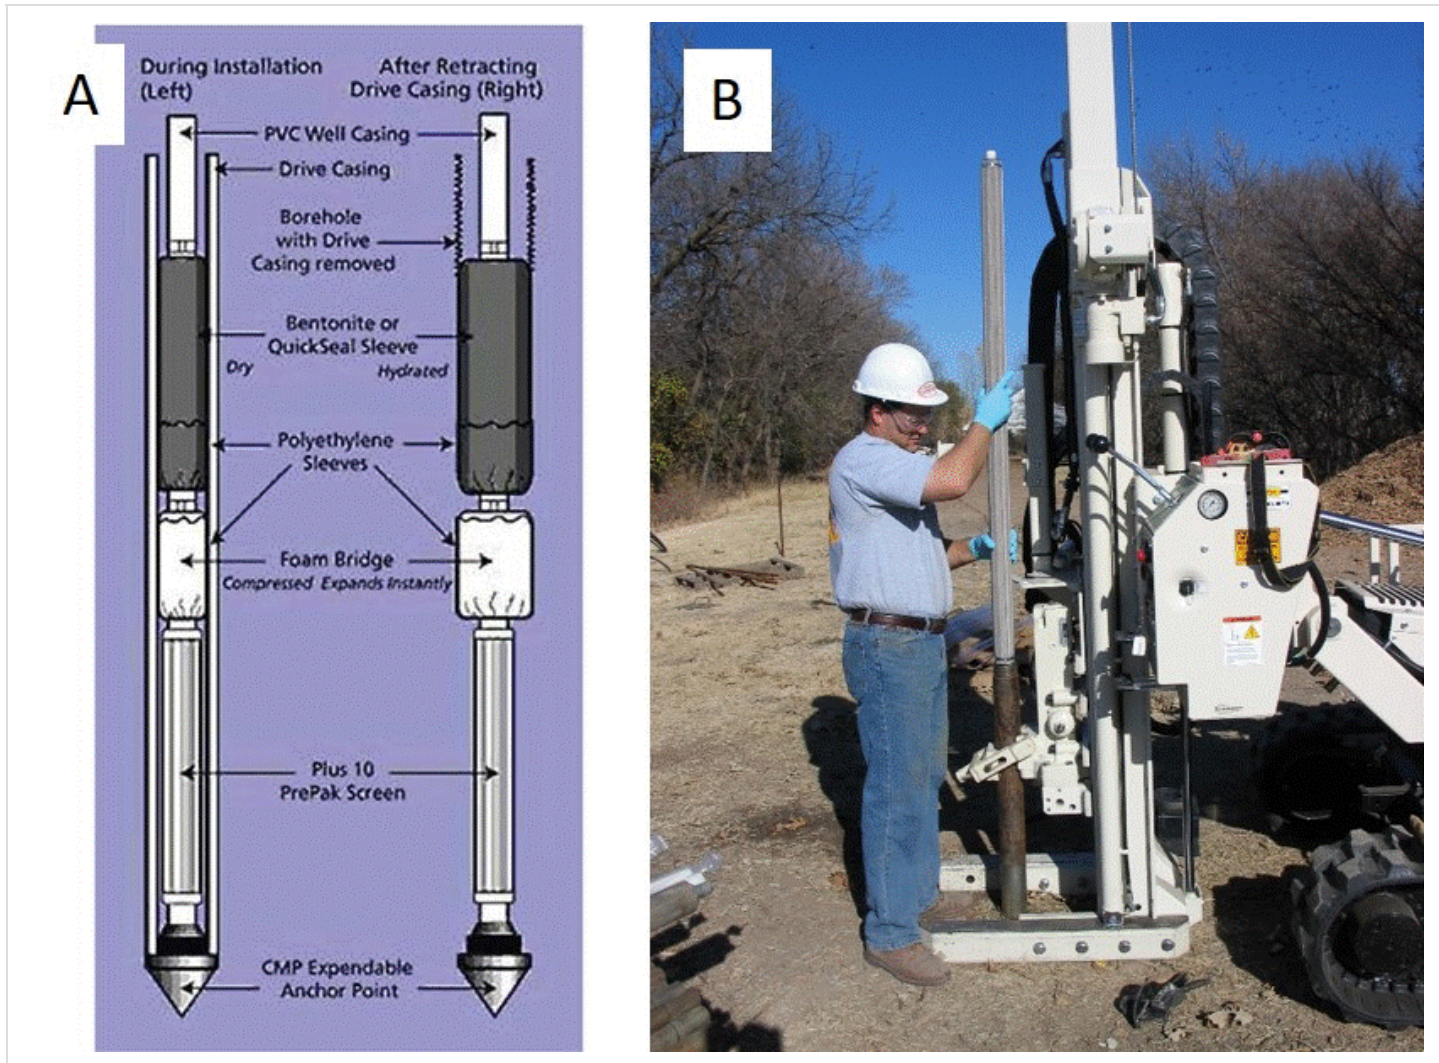 A
During Installation
(Left)
After Retracting
Drive Casing (Right)
PVC Well Casing
Drive Casing
Borehole
with Drive
Casing removed
Bentonite or
QuickSeal Sleeve
Dry
Hydrated
Polyethylene
Sleeves
Foam Bridge
Compressed Expands Instantly
Plus 10
PrePak Screen
CMP Expendable
Anchor Point
B